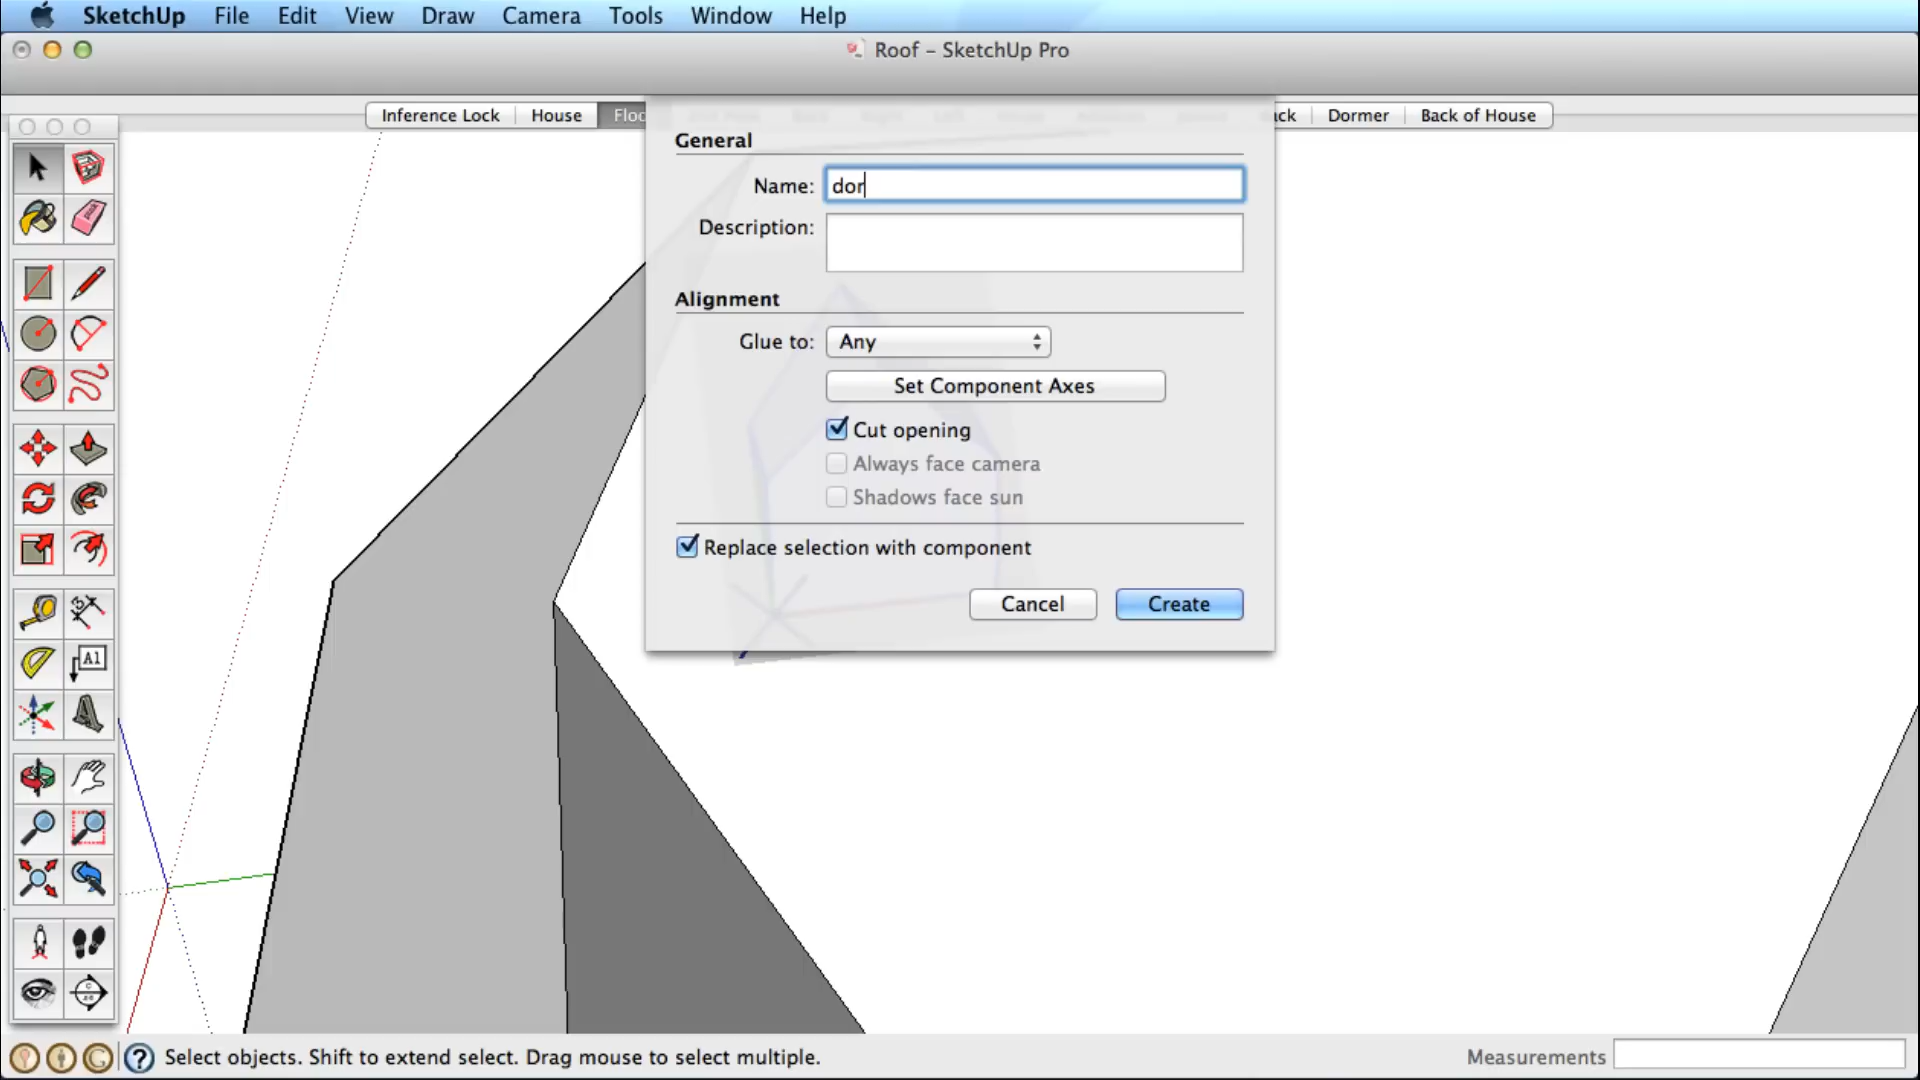 SketchUp File Edit View Draw Camera Tools Window Help
Roof - SketchUp Pro
Inference Lock House Floo ck Dormer Back of House
General
Name: dor
Description:
Alignment
Glue to: Any
Set Component Axes
Cut opening
Always face camera
Shadows face sun
Replace selection with component
Cancel Create
A1
Select objects. Shift to extend select. Drag mouse to select multiple. Measurements